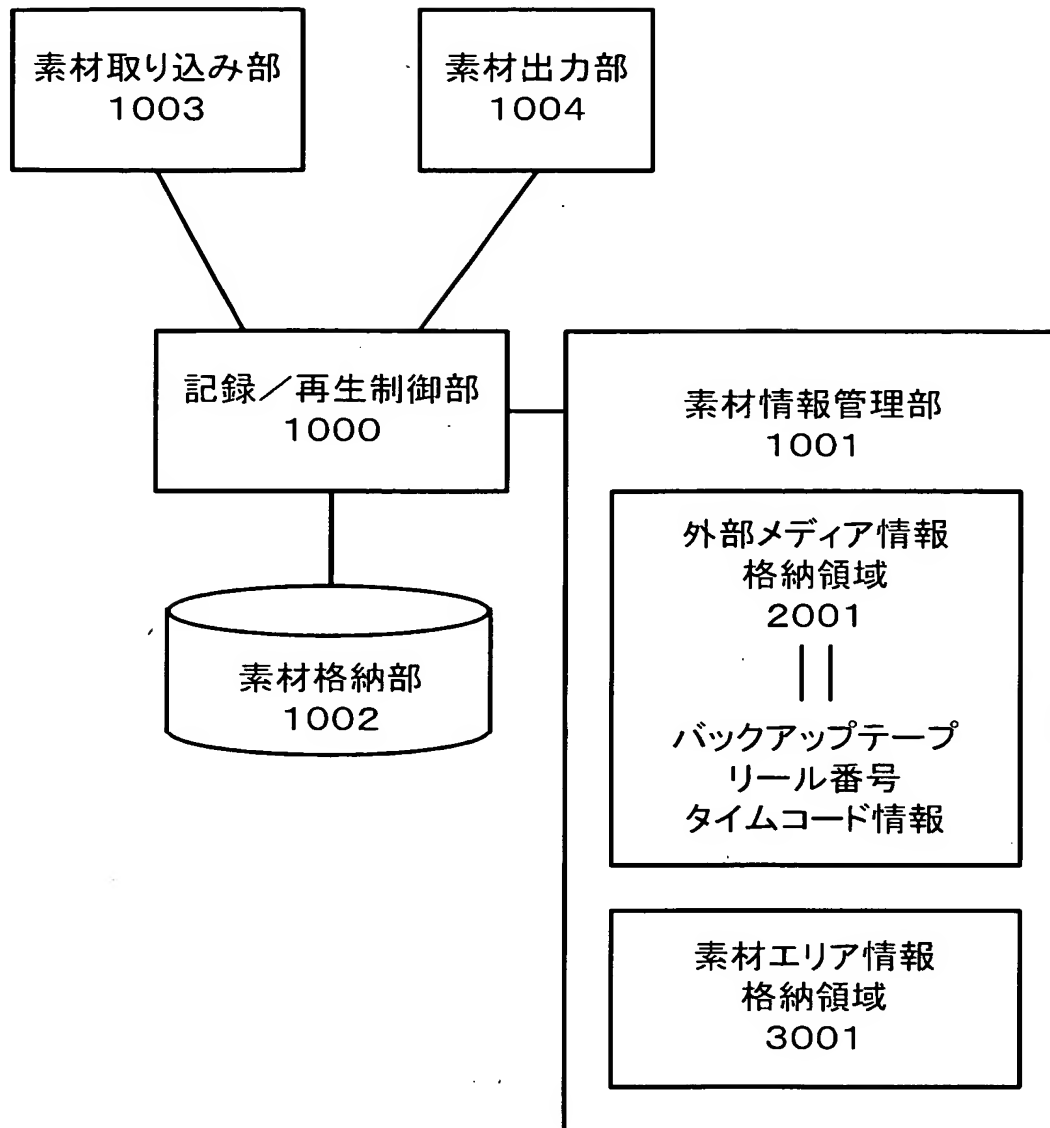 素材取り込み部
1003
素材出力部
1004
記録／再生制御部
1000
素材情報管理部
1001
外部メディア情報
格納領域
2001
バックアップテープ
リール番号
タイムコード情報
素材格納部
1002
素材エリア情報
格納領域
3001